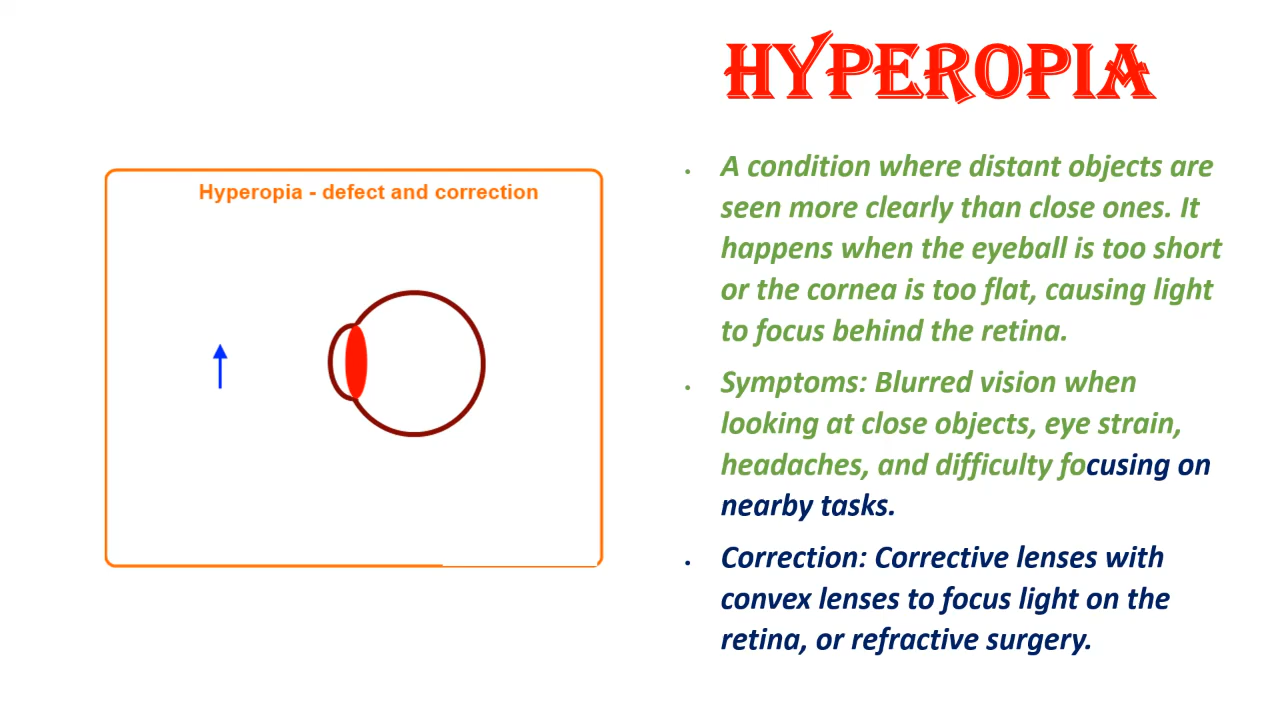 HYPEROPIA
Hyperopia - defect and correction
• A condition where distant objects are
seen more clearly than close ones. It
happens when the eyeball is too short
or the cornea is too flat, causing light
to focus behind the retina.
• Symptoms: Blurred vision when
looking at close objects, eye strain,
headaches, and difficulty focusing on
nearby tasks.
• Correction: Corrective lenses with
convex lenses to focus light on the
retina, or refractive surgery.